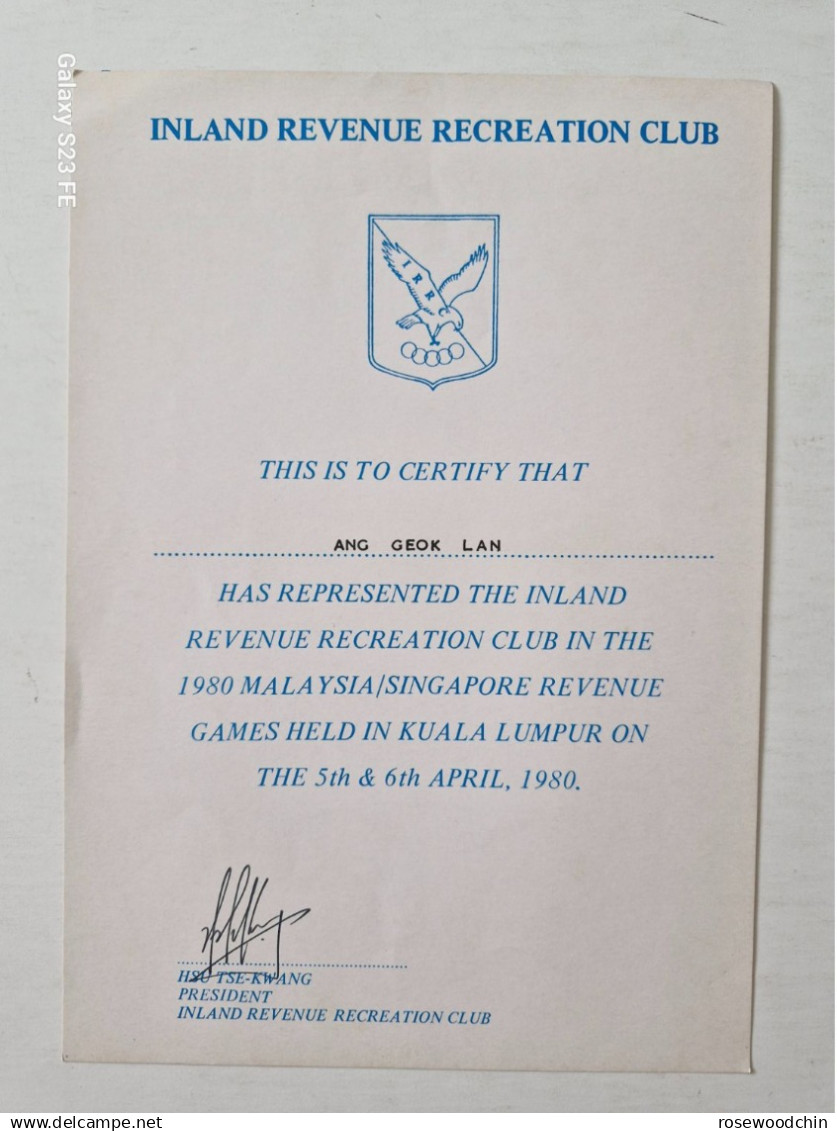 Galaxy S23 FE
INLAND REVENUE RECREATION CLUB
I R R
THIS IS TO CERTIFY THAT
ANG GEOK LAN
HAS REPRESENTED THE INLAND
REVENUE RECREATION CLUB IN THE
1980 MALAYSIA/SINGAPORE REVENUE
GAMES HELD IN KUALA LUMPUR ON
THE 5th & 6th APRIL, 1980.
HSU TSE-KWANG
PRESIDENT
INLAND REVENUE RECREATION CLUB
delcampe.net
rosewoodchin